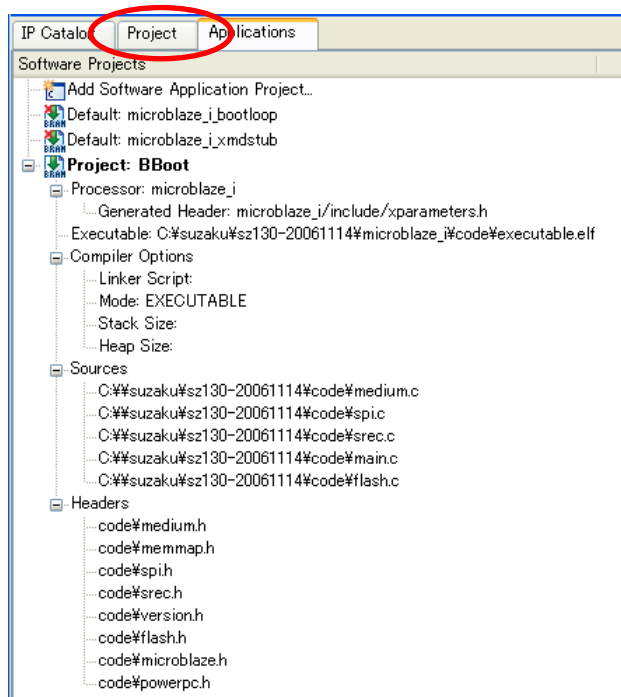 IP Catalog Project Applications
Software Projects
Add Software Application Project...
Default: microblaze_i_bootloop
Default: microblaze_i_xmdstub
Project: BBoot
Processor: microblaze_i
Generated Header: microblaze_i/include/xparameters.h
Executable: C:¥suzaku¥sz130-20061114¥microblaze_i¥code¥executable.elf
Compiler Options
Linker Script:
Mode: EXECUTABLE
Stack Size:
Heap Size:
Sources
C:¥¥suzaku¥sz130-20061114¥code¥medium.c
C:¥¥suzaku¥sz130-20061114¥code¥spi.c
C:¥¥suzaku¥sz130-20061114¥code¥srec.c
C:¥¥suzaku¥sz130-20061114¥code¥main.c
C:¥¥suzaku¥sz130-20061114¥code¥flash.c
Headers
code¥medium.h
code¥memmap.h
code¥spi.h
code¥srec.h
code¥version.h
code¥flash.h
code¥microblaze.h
code¥powerpc.h